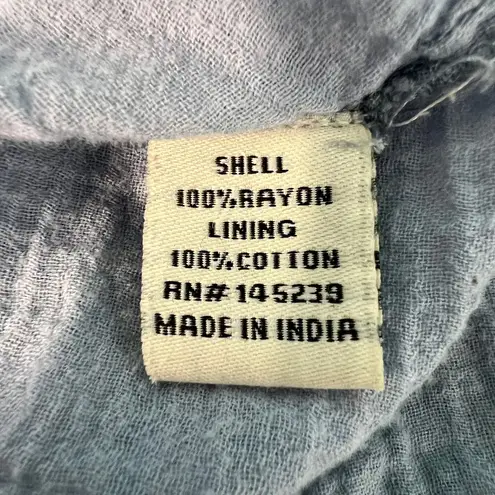 SHELL
100%RAYON
LINING
100%COTTON
RN# 145239
MADE IN INDIA